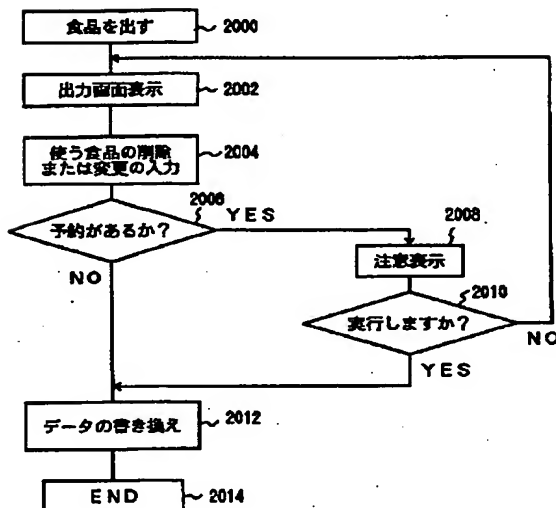 食品を出す
2000
出力画面表示
2002
使う食品の削除
または変更の入力
2004
予約があるか？
2006
YES
NO
注意表示
2008
実行しますか？
2010
NO
YES
データの書き換え
2012
END
2014